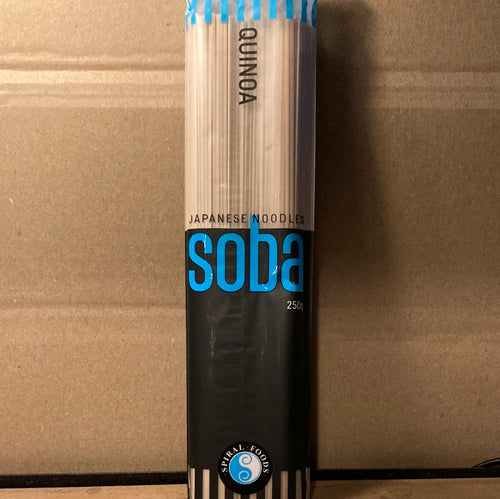 QUINOA
JAPANESE NOODLES
soba
250g
SPIRAL FOODS